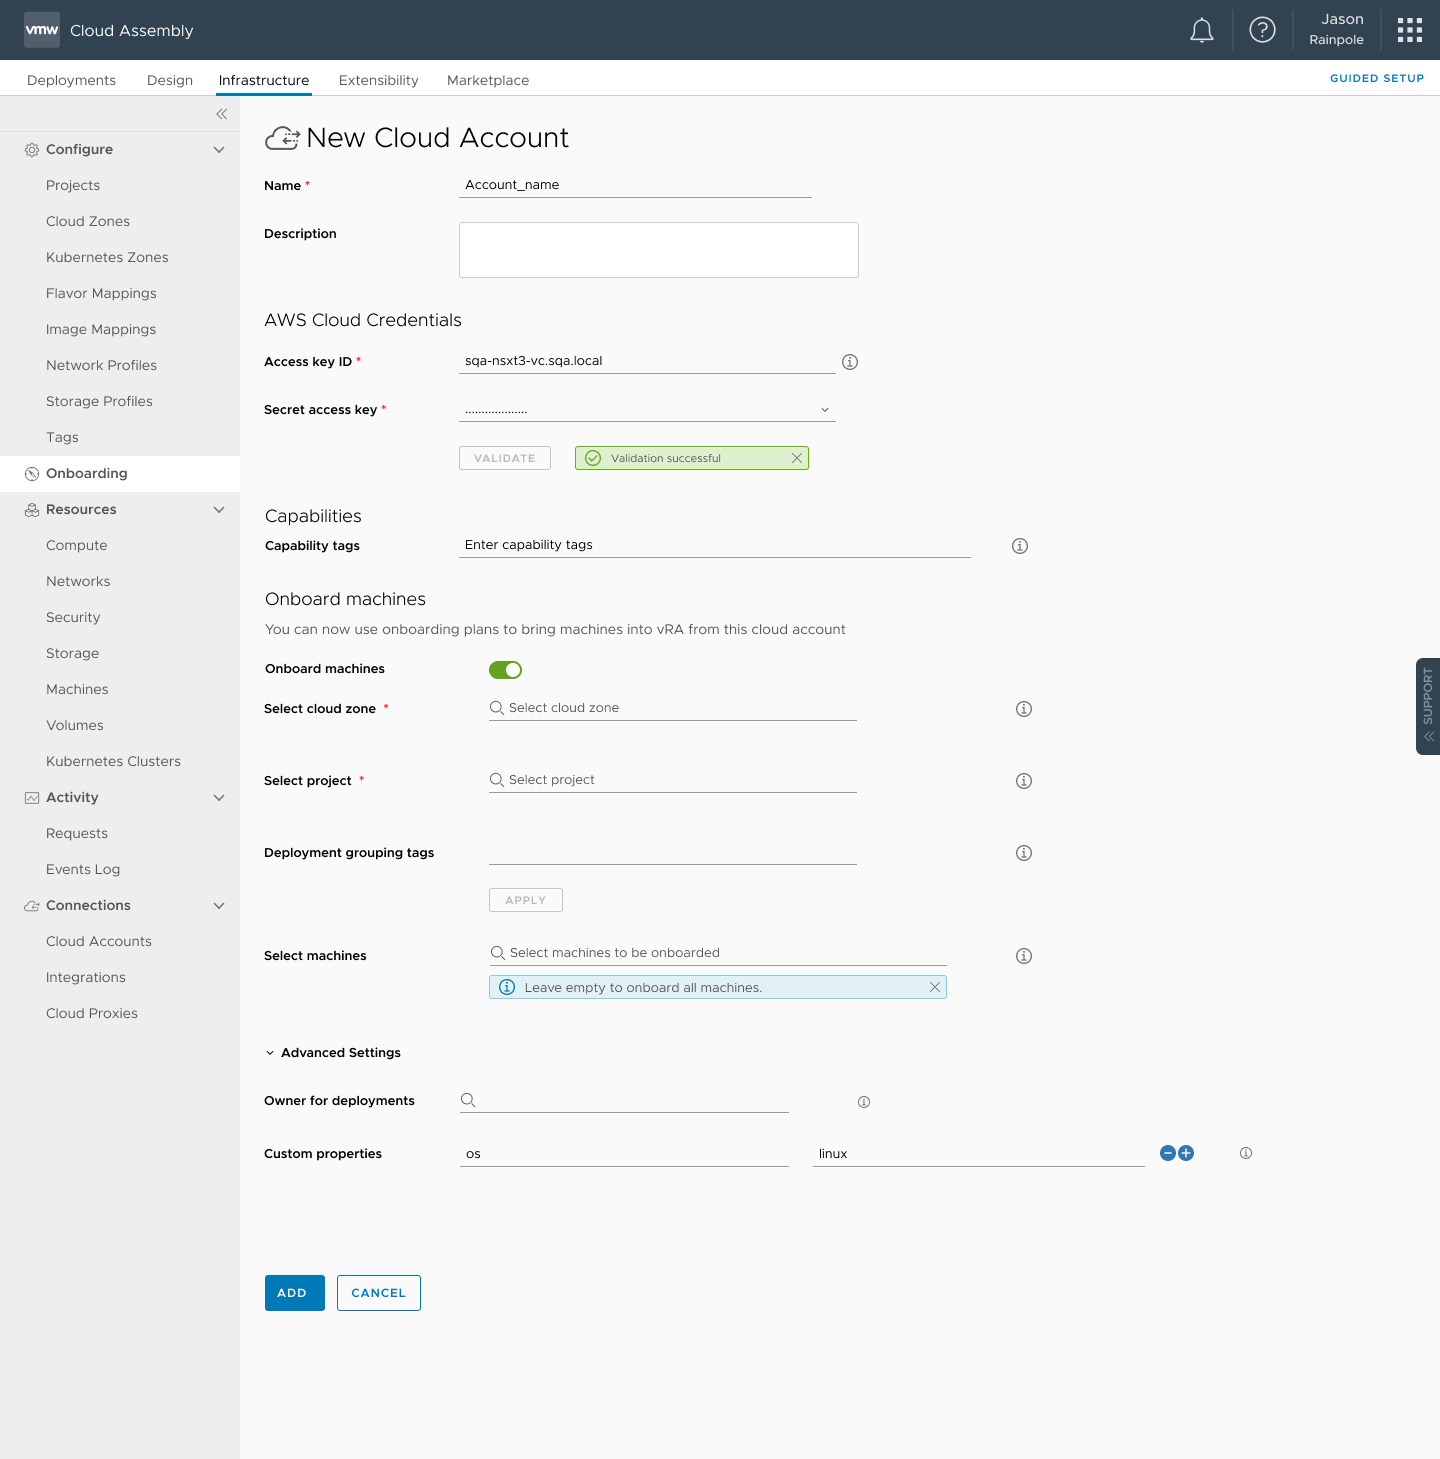 vmw Cloud Assembly
Jason
Rainpole
Deployments Design Infrastructure Extensibility Marketplace
GUIDED SETUP
Configure
Projects
Cloud Zones
Kubernetes Zones
Flavor Mappings
Image Mappings
Network Profiles
Storage Profiles
Tags
Onboarding
Resources
Compute
Networks
Security
Storage
Machines
Volumes
Kubernetes Clusters
Activity
Requests
Events Log
Connections
Cloud Accounts
Integrations
Cloud Proxies
New Cloud Account
Name * Account_name
Description
AWS Cloud Credentials
Access key ID * sqa-nsxt3-vc.sqa.local
Secret access key * ...................
VALIDATE Validation successful
Capabilities
Capability tags Enter capability tags
Onboard machines
You can now use onboarding plans to bring machines into vRA from this cloud account
Onboard machines
Select cloud zone * Select cloud zone
Select project * Select project
Deployment grouping tags
APPLY
Select machines Select machines to be onboarded
Leave empty to onboard all machines.
Advanced Settings
Owner for deployments
Custom properties os linux
ADD CANCEL
SUPPORT